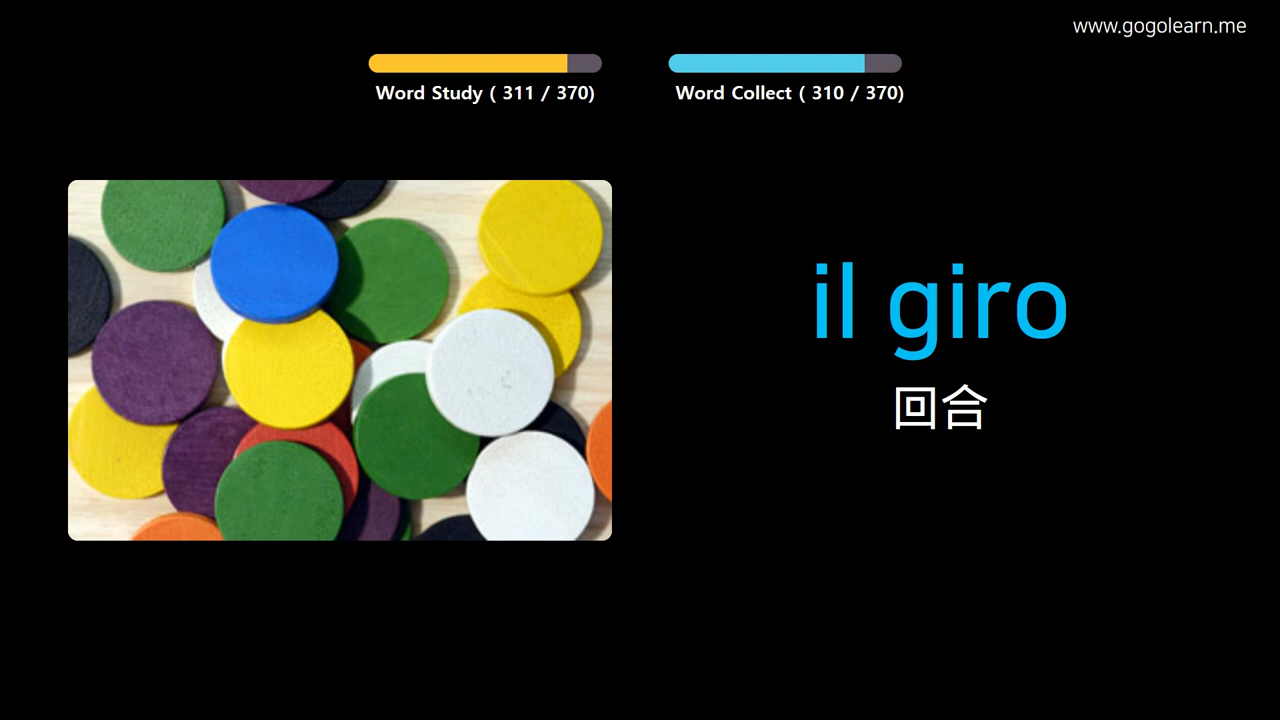 www.gogolearn.me
Word Study ( 311 / 370)
Word Collect ( 310 / 370)
il giro
回合